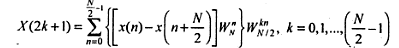 X(2k+1) = \sum_{n=0}^{\frac{N}{2}-1} \left\{ \left[ x(n) - x\left(n+\frac{N}{2}\right) \right] W_N^n \right\} W_{N/2}^{kn}, k = 0,1,...,\left(\frac{N}{2}-1\right)